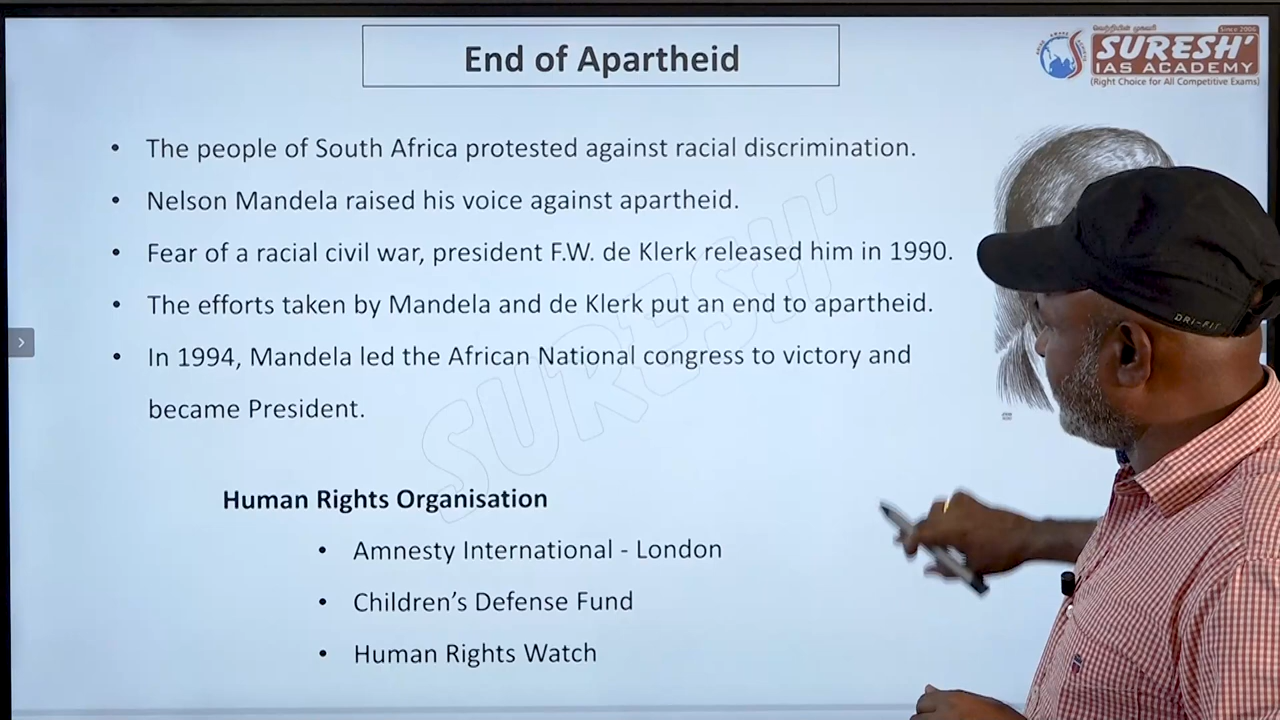 End of Apartheid
Since 2006
SURESH'
IAS ACADEMY
(Right Choice for All Competitive Exams)
• The people of South Africa protested against racial discrimination.
• Nelson Mandela raised his voice against apartheid.
• Fear of a racial civil war, president F.W. de Klerk released him in 1990.
• The efforts taken by Mandela and de Klerk put an end to apartheid.
• In 1994, Mandela led the African National congress to victory and
became President.
SURESH'
Human Rights Organisation
• Amnesty International - London
• Children’s Defense Fund
• Human Rights Watch
DRI-FIT